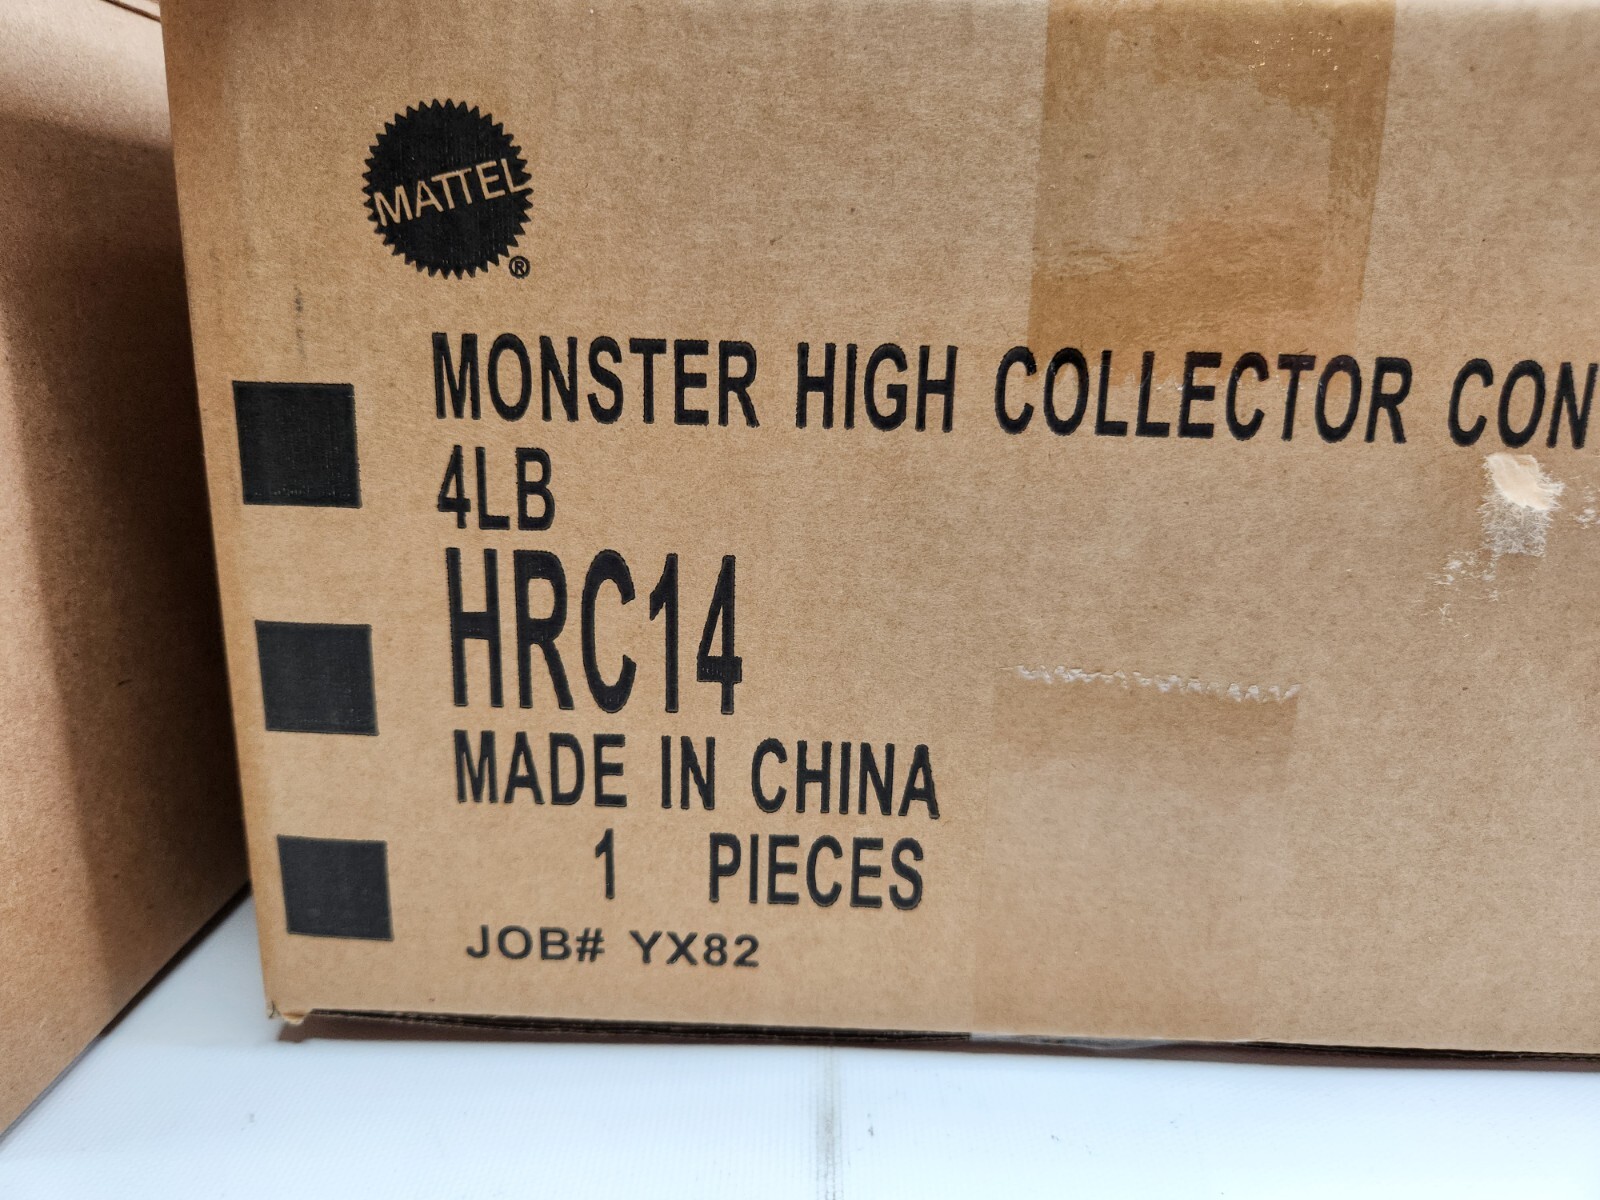 MATTEL
®
MONSTER HIGH COLLECTOR CON
4LB
HRC14
MADE IN CHINA
1 PIECES
JOB# YX82